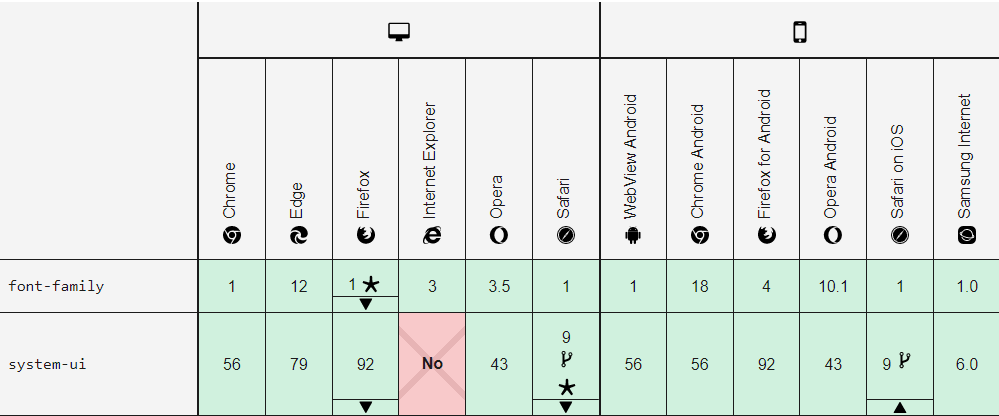 Chrome
Edge
Firefox
Internet Explorer
Opera
Safari
WebView Android
Chrome Android
Firefox for Android
Opera Android
Safari on iOS
Samsung Internet
font-family 1 12 1 3 3.5 1 1 18 4 10.1 1 1.0
system-ui 56 79 92 No 43 9 56 56 92 43 9 6.0